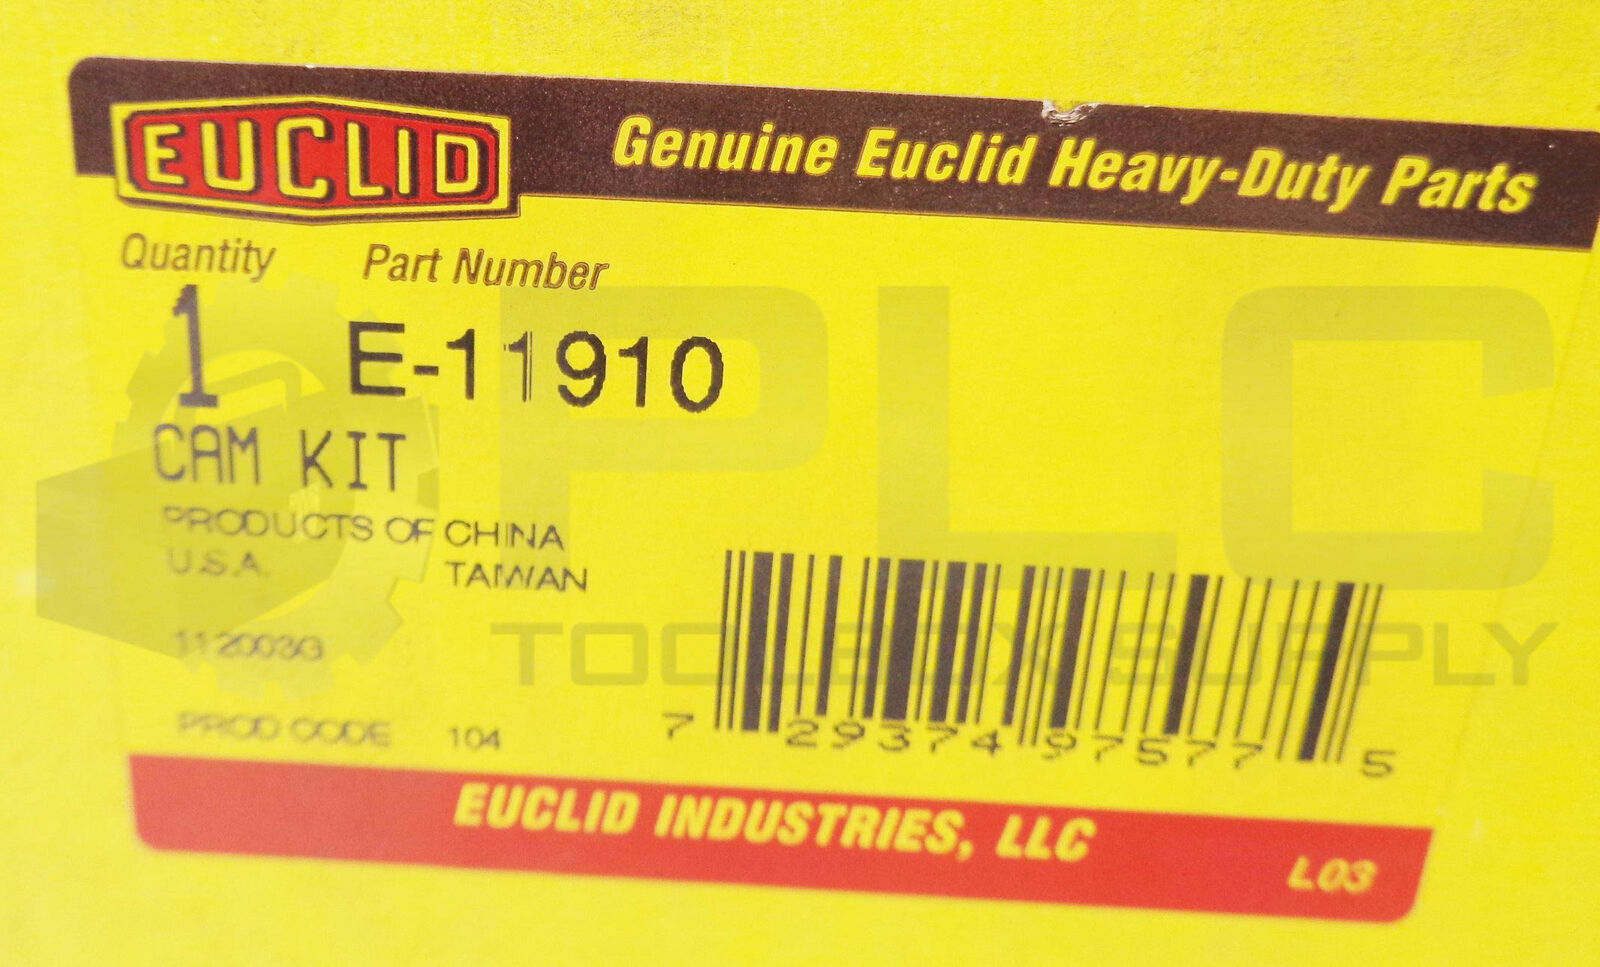 EUCLID
Genuine Euclid Heavy-Duty Parts
Quantity Part Number
1 E-11910
CAM KIT
PRODUCTS OF CHINA
U.S.A. TAIWAN
112003G
PROD CODE 104
7 29374 97577 5
EUCLID INDUSTRIES, LLC
L03
PLC
TOOLBOX SUPPLY